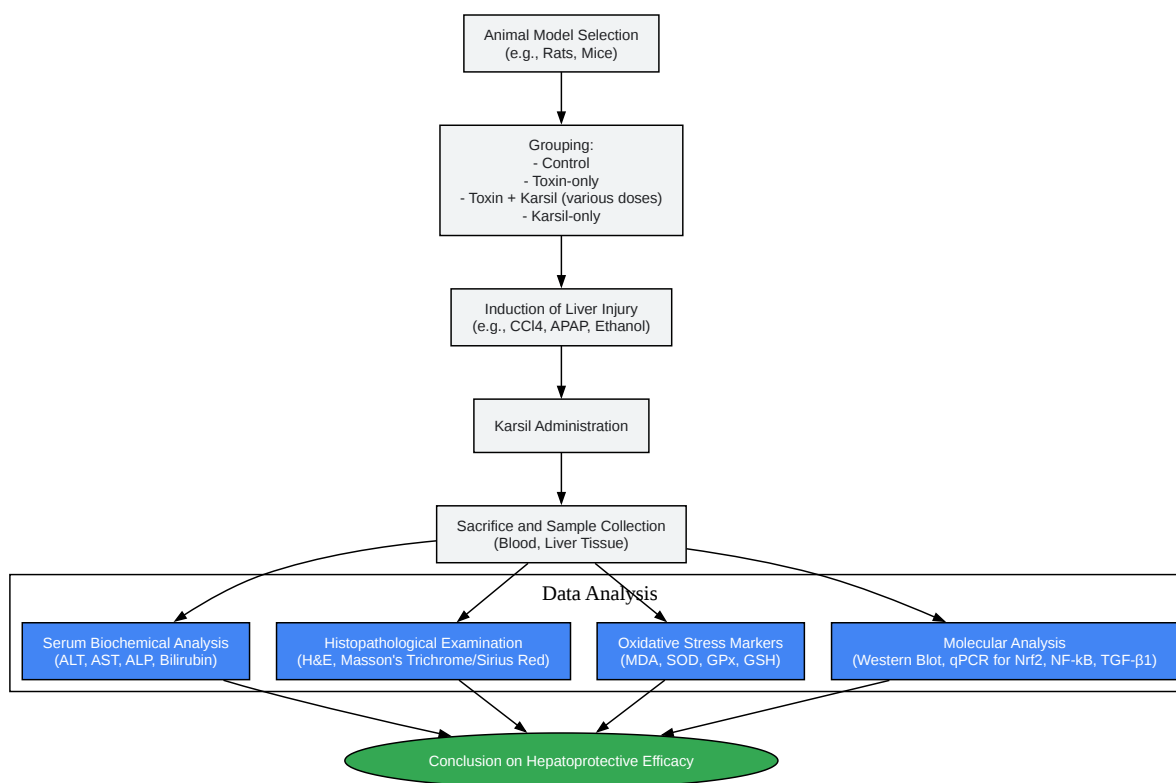 Animal Model Selection
(e.g., Rats, Mice)
Grouping:
- Control
- Toxin-only
- Toxin + Karsil (various doses)
- Karsil-only
Induction of Liver Injury
(e.g., CCl4, APAP, Ethanol)
Karsil Administration
Sacrifice and Sample Collection
(Blood, Liver Tissue)
Data Analysis
Serum Biochemical Analysis
(ALT, AST, ALP, Bilirubin)
Histopathological Examination
(H&E, Masson's Trichrome/Sirius Red)
Oxidative Stress Markers
(MDA, SOD, GPx, GSH)
Molecular Analysis
(Western Blot, qPCR for Nrf2, NF-kB, TGF-β1)
Conclusion on Hepatoprotective Efficacy